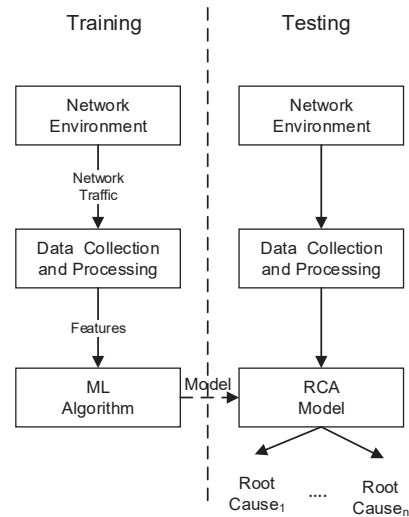 Training
Testing
Network
Environment
Network
Environment
Network
Traffic
Data Collection
and Processing
Data Collection
and Processing
Features
ML
Algorithm
Model
RCA
Model
Root
Cause₁
....
Root
Causeₙ